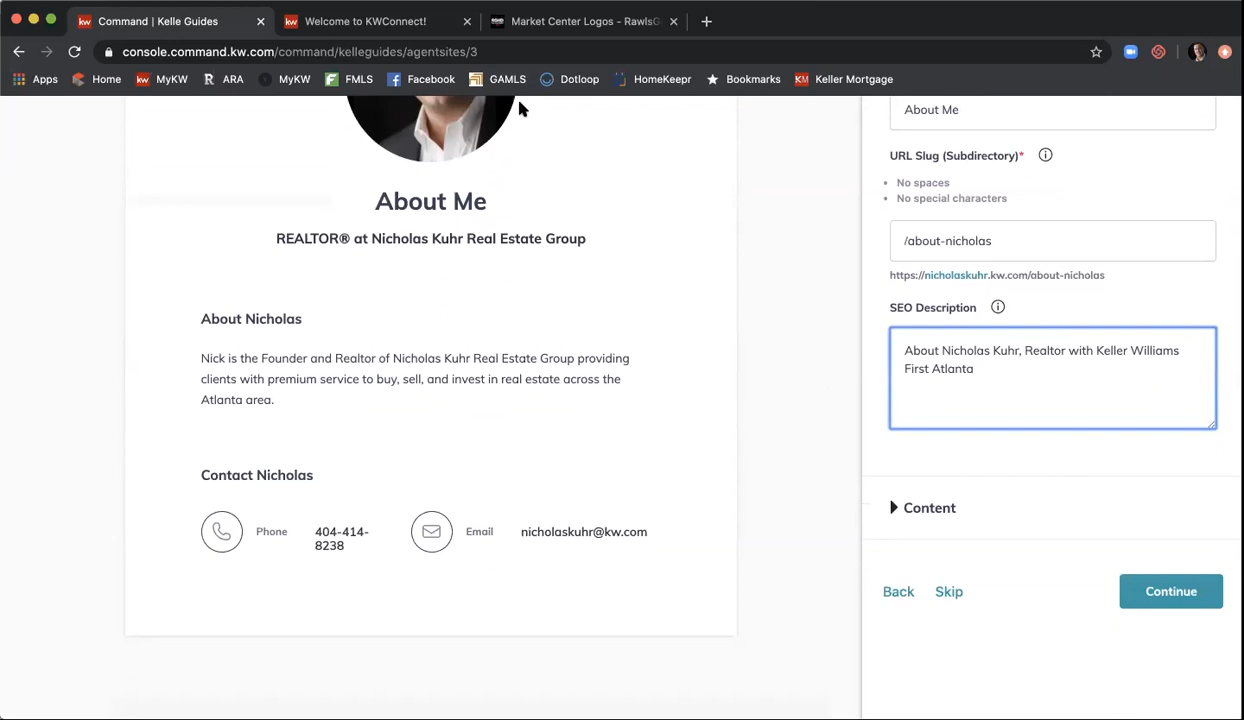 Command | Kelle Guides
Welcome to KWConnect!
Market Center Logos - RawlsG
console.command.kw.com/command/kelleguides/agentsites/3
Apps Home MyKW ARA MyKW FMLS Facebook GAMLS Dotloop HomeKeepr Bookmarks Keller Mortgage
About Me
REALTOR® at Nicholas Kuhr Real Estate Group
About Nicholas
Nick is the Founder and Realtor of Nicholas Kuhr Real Estate Group providing
clients with premium service to buy, sell, and invest in real estate across the
Atlanta area.
Contact Nicholas
Phone
404-414-
8238
Email
nicholaskuhr@kw.com
About Me
URL Slug (Subdirectory)*
• No spaces
• No special characters
/about-nicholas
https://nicholaskuhr.kw.com/about-nicholas
SEO Description
About Nicholas Kuhr, Realtor with Keller Williams
First Atlanta
Content
Back
Skip
Continue